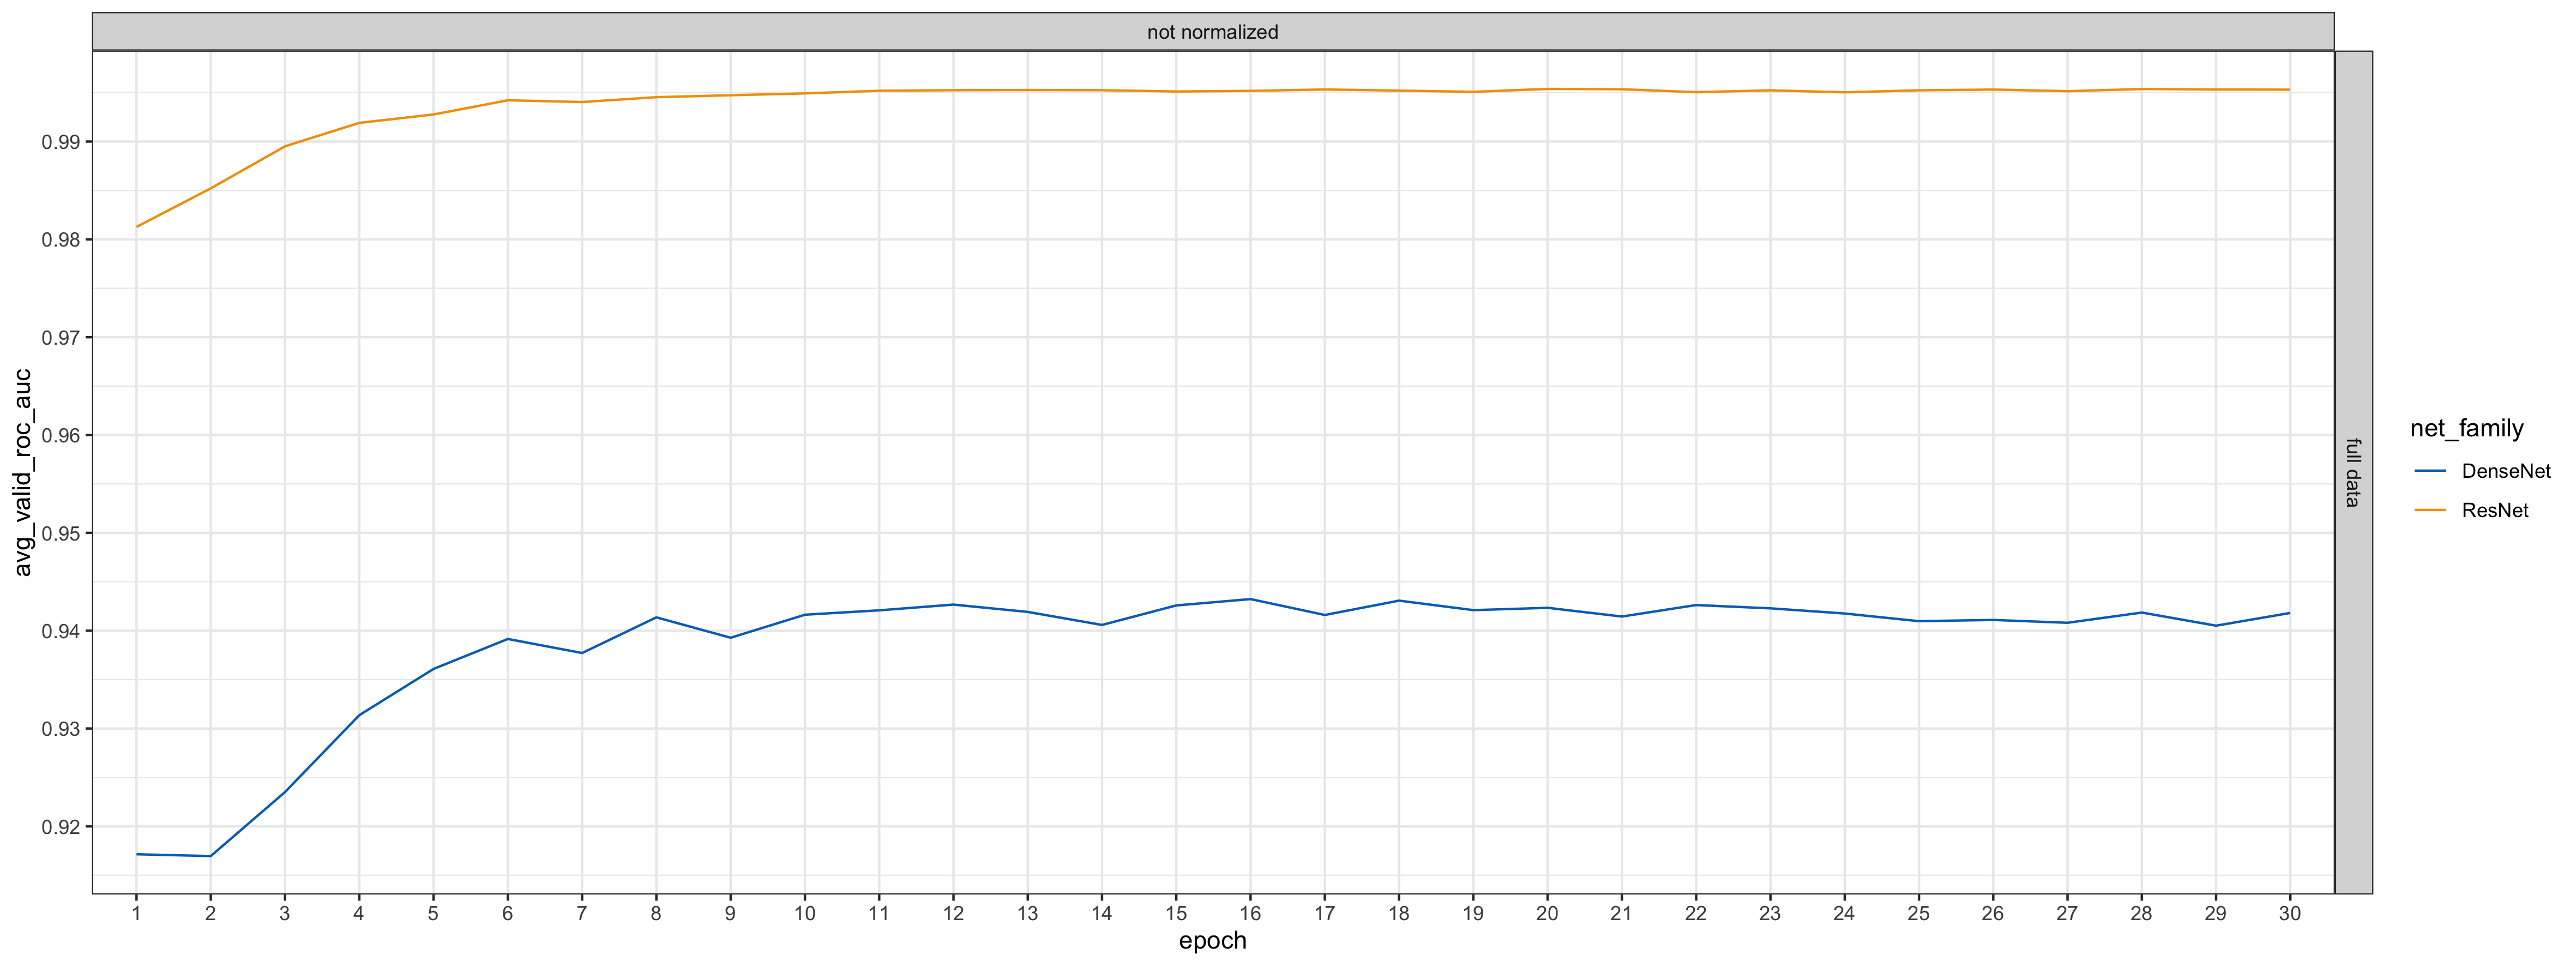 not normalized
avg_valid_roc_auc
0.99
0.98
0.97
0.96
0.95
0.94
0.93
0.92
1 2 3 4 5 6 7 8 9 10 11 12 13 14 15 16 17 18 19 20 21 22 23 24 25 26 27 28 29 30
epoch
full data
net_family
DenseNet
ResNet